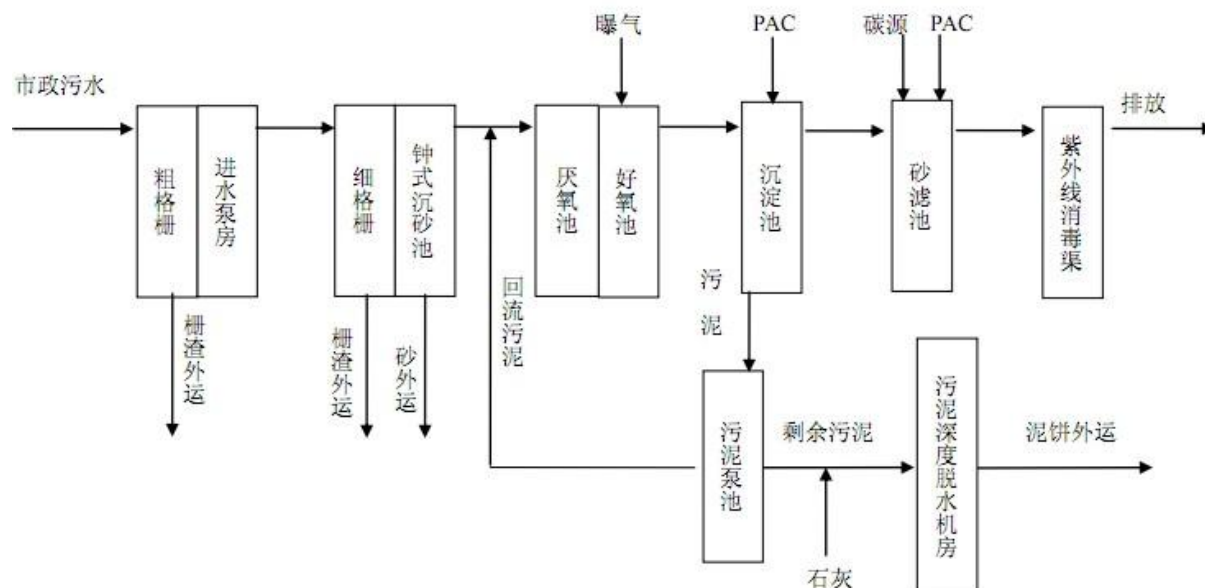 曝气
PAC
碳源
PAC
市政污水
排放
粗格栅
进水泵房
细格栅
钟式沉砂池
厌氧池
好氧池
沉淀池
砂滤池
紫外线消毒渠
栅渣外运
栅渣外运
砂外运
回流污泥
污泥
污泥泵池
剩余污泥
石灰
污泥深度脱水机房
泥饼外运